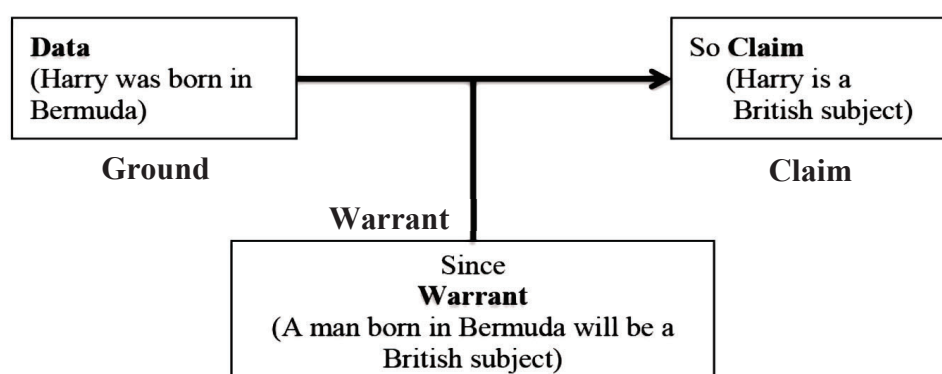 Data
(Harry was born in
Bermuda)
Ground
So Claim
(Harry is a
British subject)
Claim
Warrant
Since
Warrant
(A man born in Bermuda will be a
British subject)